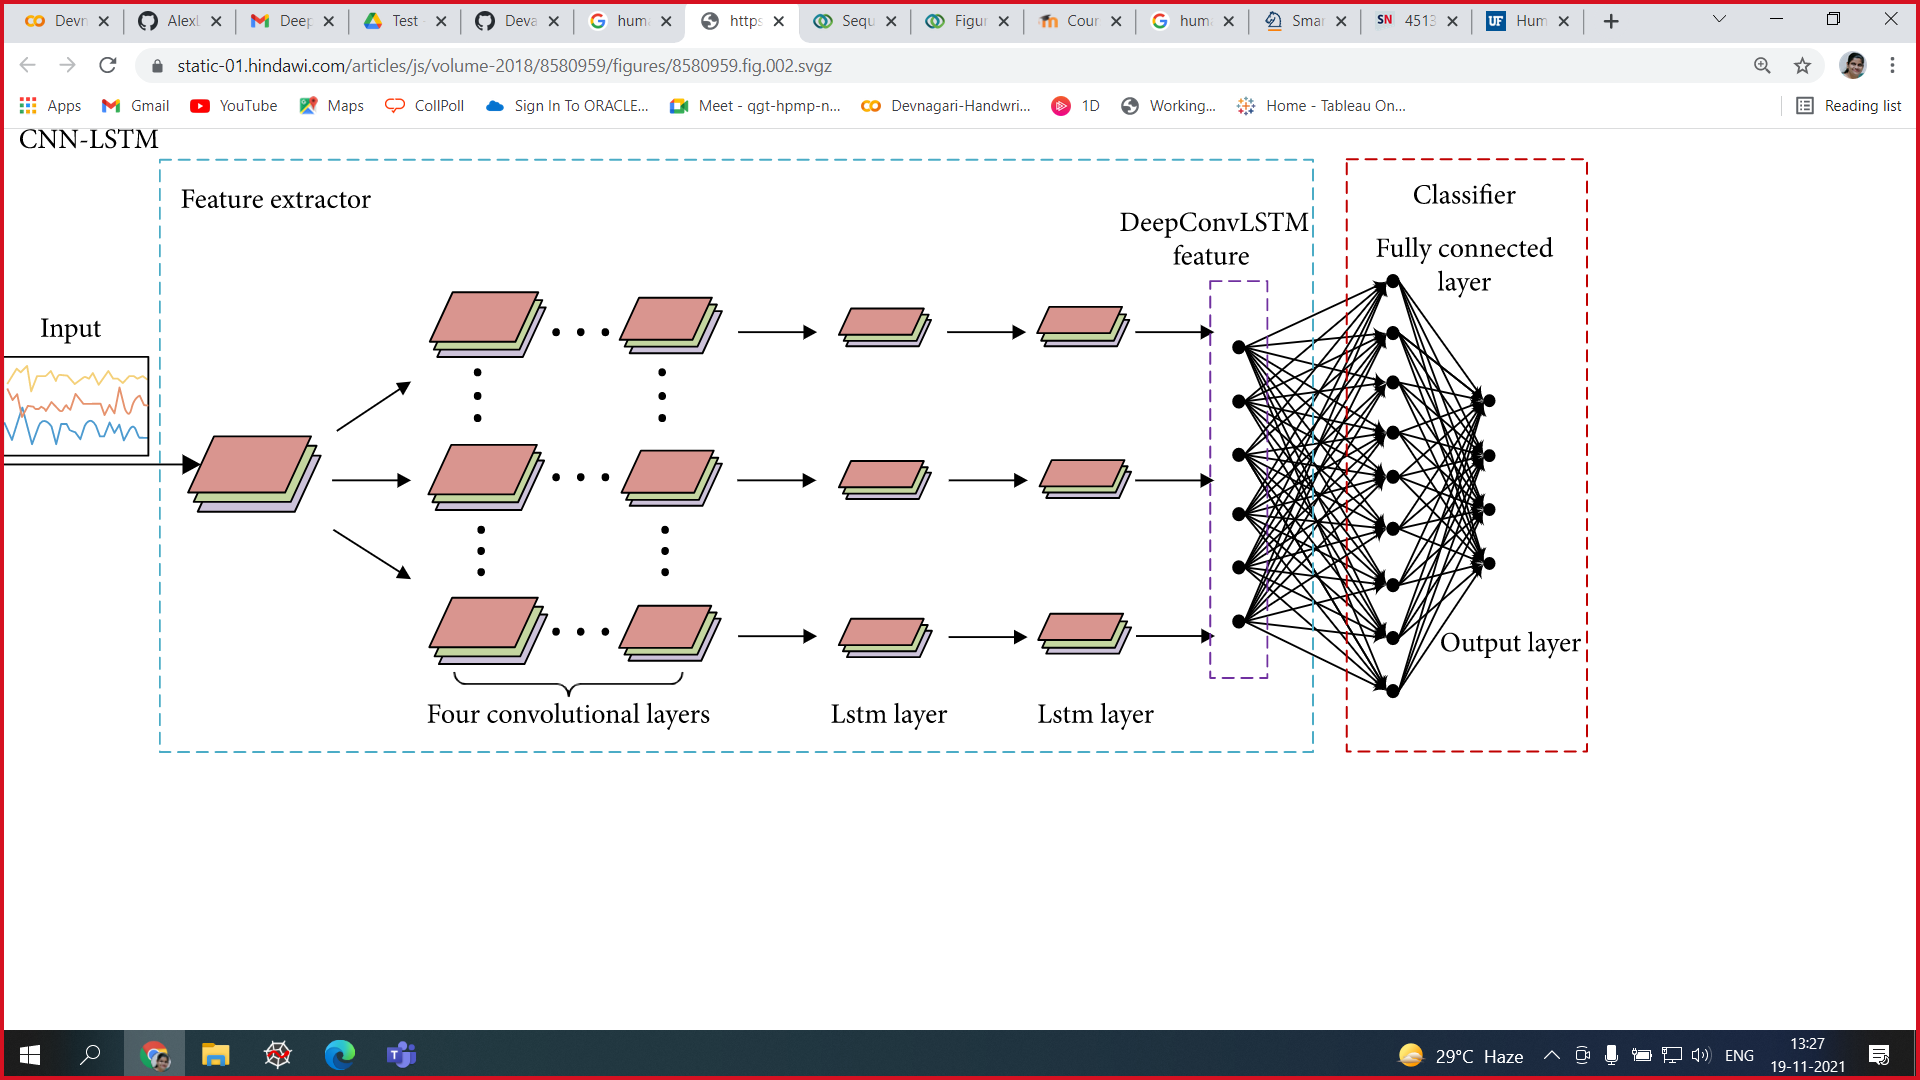 Devn
Alexl
Deep
Test
Deva
hum
https
Sequ
Figur
Cour
hum
Smar
SN 4513
UF Hum
static-01.hindawi.com/articles/js/volume-2018/8580959/figures/8580959.fig.002.svgz
Apps
Gmail
YouTube
Maps
CollPoll
Sign In To ORACLE...
Meet - qgt-hpmp-n...
Devnagari-Handwri...
1D
Working...
Home - Tableau On...
Reading list
CNN-LSTM
Feature extractor
Classifier
DeepConvLSTM
feature
Fully connected
layer
Input
Output layer
Four convolutional layers
Lstm layer
Lstm layer
29°C Haze
ENG
13:27
19-11-2021